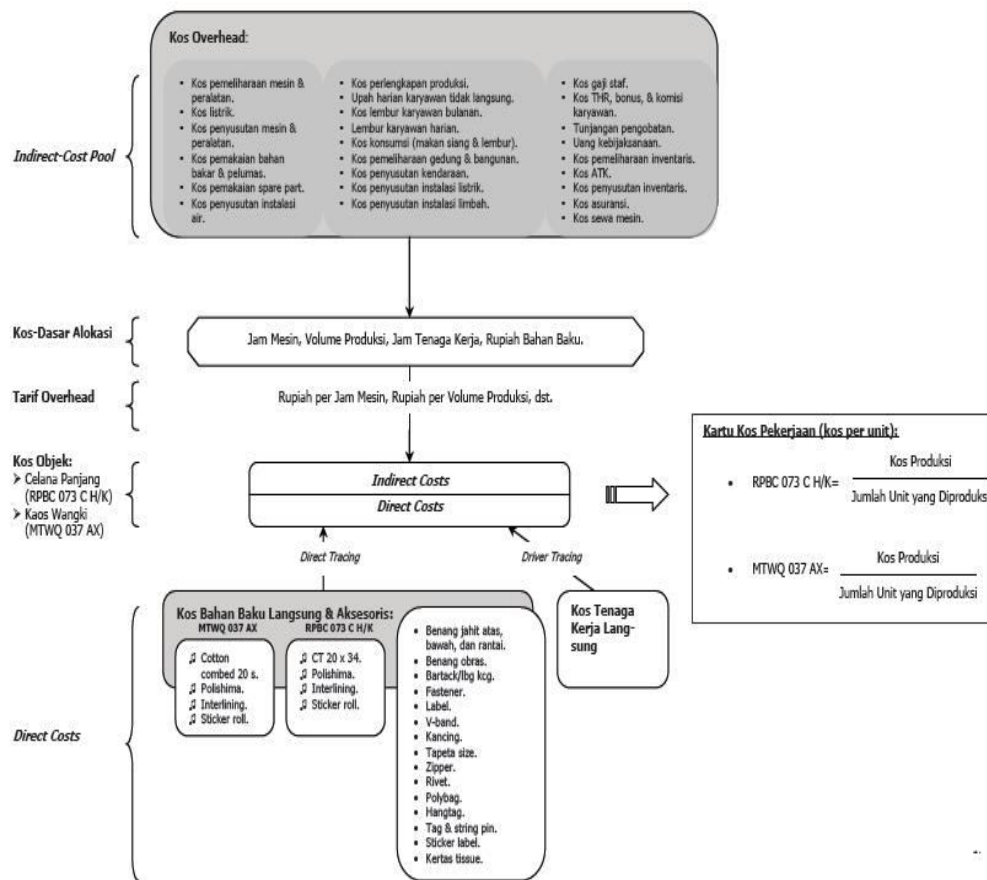 Kos Overhead:
Indirect-Cost Pool
• Kos pemeliharaan mesin &
peralatan.
• Kos listrik.
• Kos penyusutan mesin &
peralatan.
• Kos pemakaian bahan
bakar & pelumas.
• Kos pemakaian spare part.
• Kos penyusutan instalasi
air.
• Kos perlengkapan produksi.
• Upah harian karyawan tidak langsung.
• Kos lembur karyawan bulanan.
• Lembur karyawan harian.
• Kos konsumsi (makan siang & lembur).
• Kos pemeliharaan gedung & bangunan.
• Kos penyusutan kendaraan.
• Kos penyusutan instalasi listrik.
• Kos penyusutan instalasi limbah.
• Kos gaji staf.
• Kos THR, bonus, & komisi
karyawan.
• Tunjangan pengobatan.
• Uang kebijaksanaan.
• Kos pemeliharaan inventaris.
• Kos ATK.
• Kos penyusutan inventaris.
• Kos asuransi.
• Kos sewa mesin.
Kos-Dasar Alokasi
Jam Mesin, Volume Produksi, Jam Tenaga Kerja, Rupiah Bahan Baku.
Tarif Overhead
Rupiah per Jam Mesin, Rupiah per Volume Produksi, dst.
Kos Objek:
➢ Celana Panjang
(RPBC 073 C H/K)
➢ Kaos Wangki
(MTWQ 037 AX)
Indirect Costs
Direct Costs
Kartu Kos Pekerjaan (kos per unit):
• RPBC 073 C H/K=
Kos Produksi
Jumlah Unit yang Diproduks
• MTWQ 037 AX=
Kos Produksi
Jumlah Unit yang Diproduksi
Direct Tracing
Driver Tracing
Direct Costs
Kos Bahan Baku Langsung & Aksesoris:
MTWQ 037 AX
♫ Cotton
combed 20 s.
♫ Polishima.
♫ Interlining.
♫ Sticker roll.
RPBC 073 C H/K
♫ CT 20 x 34.
♫ Polishima.
♫ Interlining.
♫ Sticker roll.
• Benang jahit atas,
bawah, dan rantai.
• Benang obras.
• Bartack/lbg kcg.
• Fastener.
• Label.
• V-band.
• Kancing.
• Tapeta size.
• Zipper.
• Rivet.
• Polybag.
• Hangtag.
• Tag & string pin.
• Sticker label.
• Kertas tissue.
Kos Tenaga
Kerja Lang-
sung